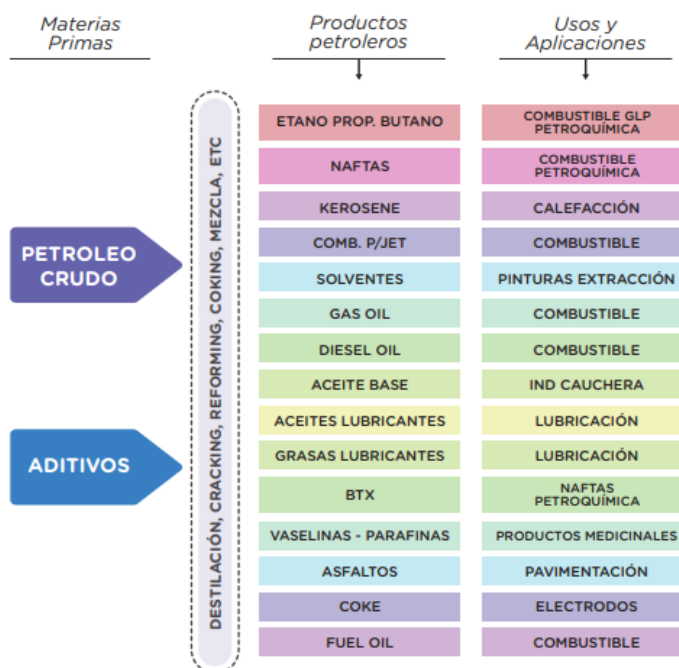 Materias
Primas
Productos
petroleros
Usos y
Aplicaciones
PETROLEO
CRUDO
ADITIVOS
DESTILACIÓN, CRACKING, REFORMING, COKING, MEZCLA, ETC
ETANO PROP. BUTANO
COMBUSTIBLE GLP
PETROQUÍMICA
NAFTAS
COMBUSTIBLE
PETROQUÍMICA
KEROSENE
CALEFACCIÓN
COMB. P/JET
COMBUSTIBLE
SOLVENTES
PINTURAS EXTRACCIÓN
GAS OIL
COMBUSTIBLE
DIESEL OIL
COMBUSTIBLE
ACEITE BASE
IND CAUCHERA
ACEITES LUBRICANTES
LUBRICACIÓN
GRASAS LUBRICANTES
LUBRICACIÓN
BTX
NAFTAS
PETROQUÍMICA
VASELINAS - PARAFINAS
PRODUCTOS MEDICINALES
ASFALTOS
PAVIMENTACIÓN
COKE
ELECTRODOS
FUEL OIL
COMBUSTIBLE